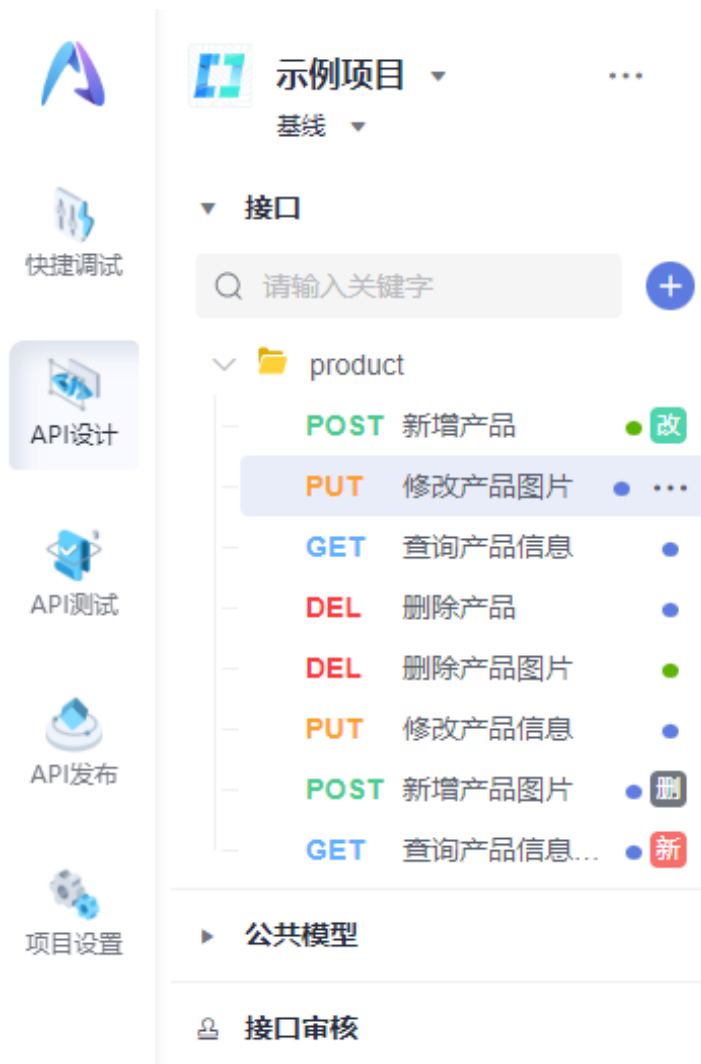 示例项目
基线
快捷调试
API设计
API测试
API发布
项目设置
接口
请输入关键字
product
POST 新增产品 改
PUT 修改产品图片
GET 查询产品信息
DEL 删除产品
DEL 删除产品图片
PUT 修改产品信息
POST 新增产品图片 删
GET 查询产品信息... 新
公共模型
接口审核